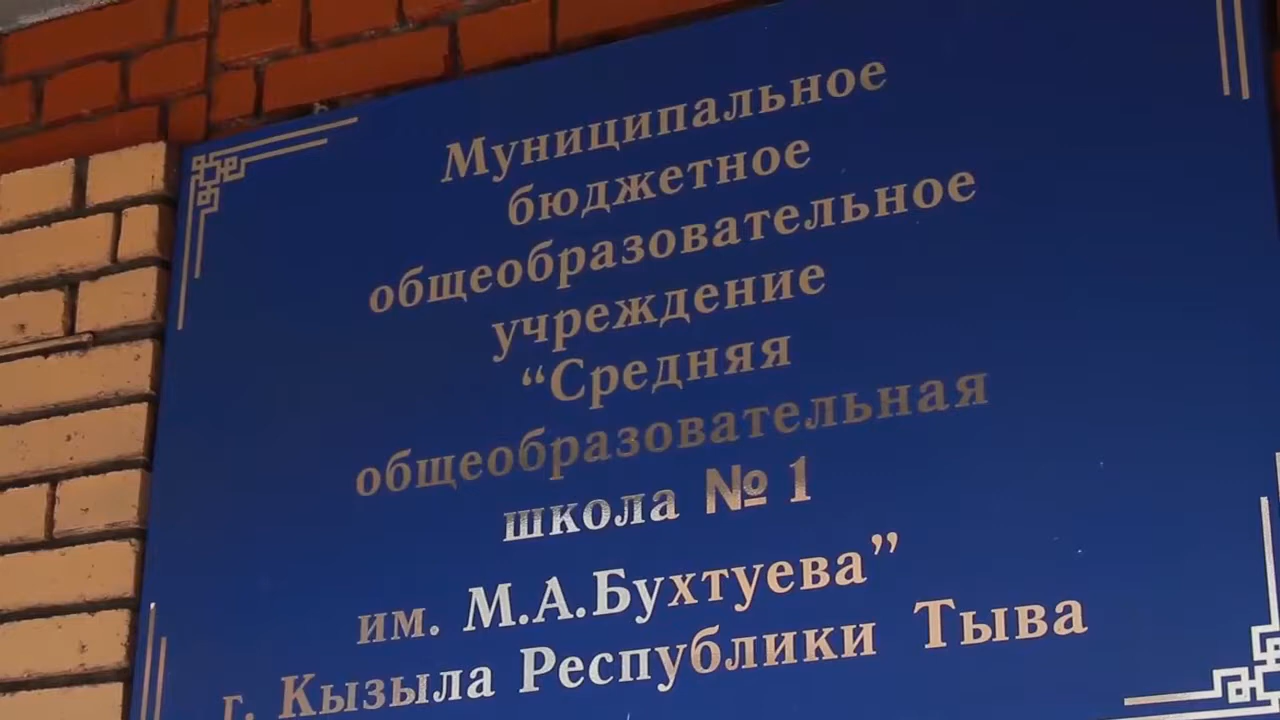 Муниципальное
бюджетное
общеобразовательное
учреждение
“Средняя
общеобразовательная
школа № 1
им. М.А.Бухтуева”
г. Кызыла Республики Тыва